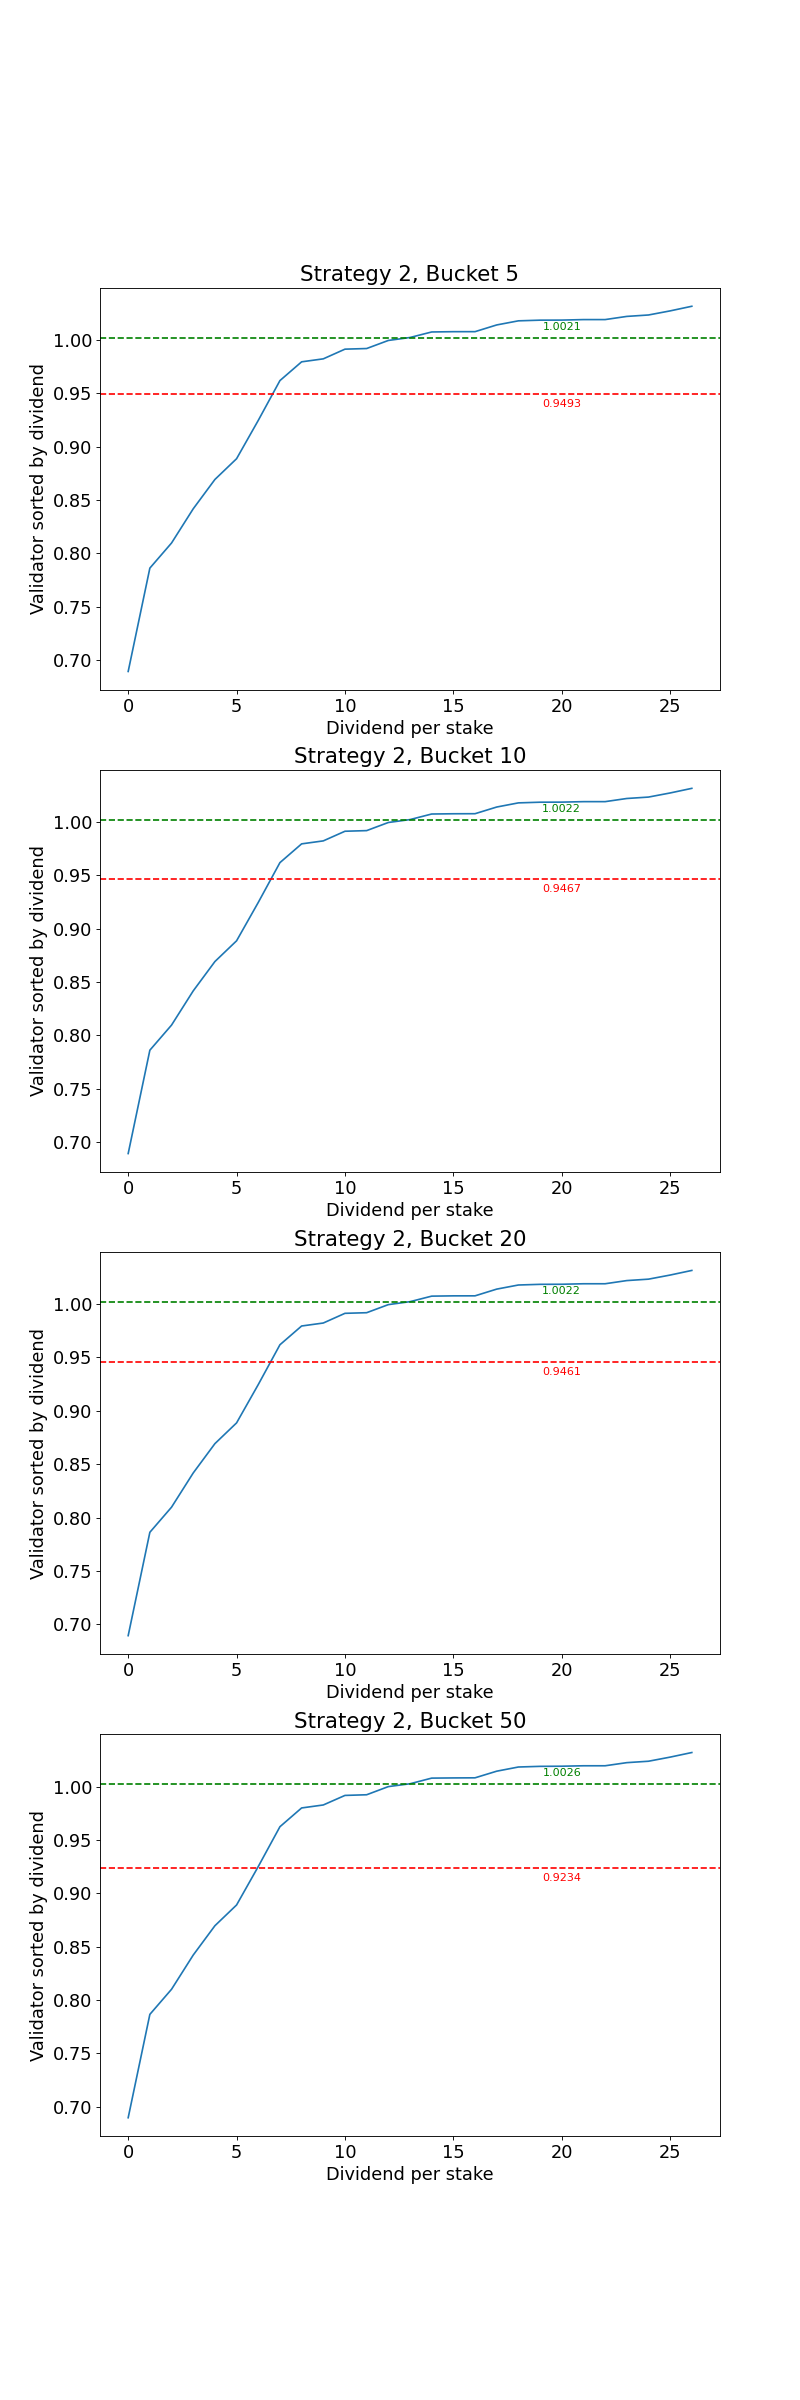 Strategy 2, Bucket 5
1.00
0.95
0.90
0.85
0.80
0.75
0.70
Validator sorted by dividend
1.0021
0.9493
0 5 10 15 20 25
Dividend per stake
Strategy 2, Bucket 10
1.00
0.95
0.90
0.85
0.80
0.75
0.70
Validator sorted by dividend
1.0022
0.9467
0 5 10 15 20 25
Dividend per stake
Strategy 2, Bucket 20
1.00
0.95
0.90
0.85
0.80
0.75
0.70
Validator sorted by dividend
1.0022
0.9461
0 5 10 15 20 25
Dividend per stake
Strategy 2, Bucket 50
1.00
0.95
0.90
0.85
0.80
0.75
0.70
Validator sorted by dividend
1.0026
0.9234
0 5 10 15 20 25
Dividend per stake